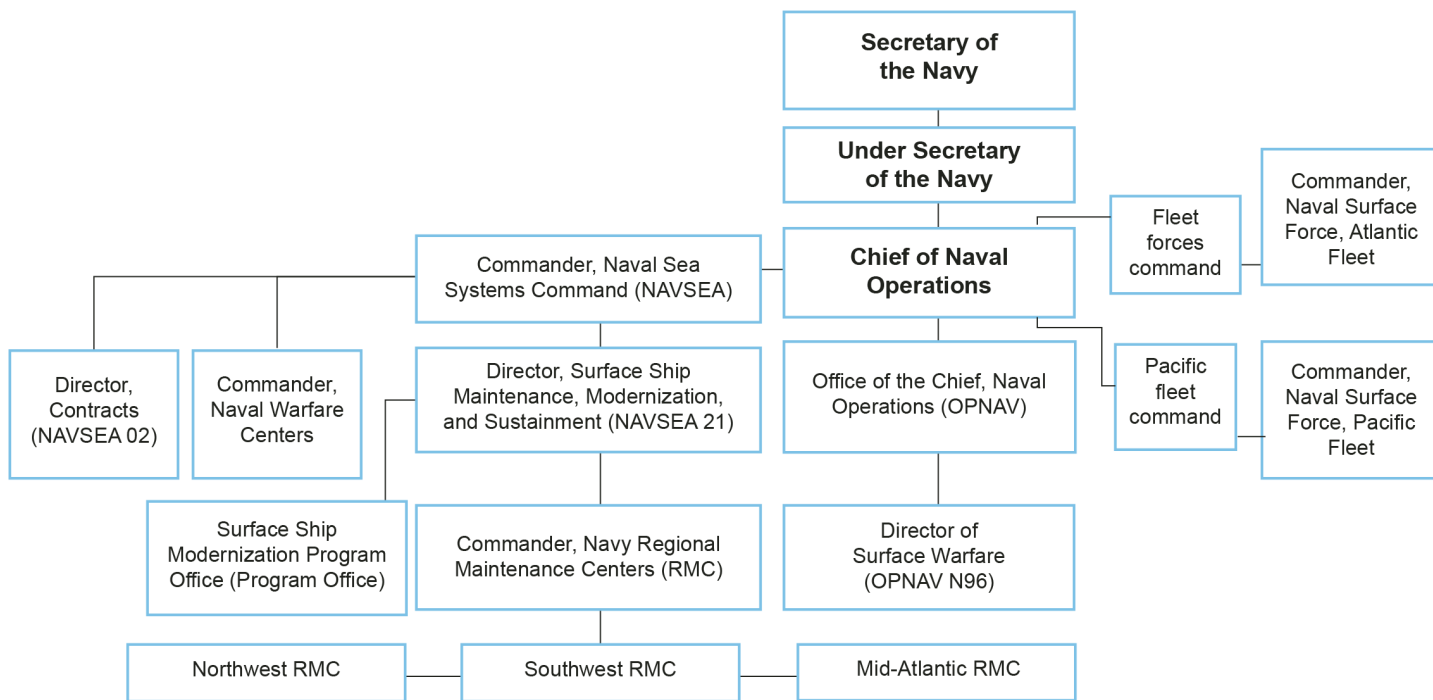 Secretary of
the Navy
Under Secretary
of the Navy
Chief of Naval
Operations
Fleet
forces
command
Commander,
Naval Surface
Force, Atlantic
Fleet
Pacific
fleet
command
Commander,
Naval Surface
Force, Pacific
Fleet
Commander, Naval Sea
Systems Command (NAVSEA)
Director,
Contracts
(NAVSEA 02)
Commander,
Naval Warfare
Centers
Director, Surface Ship
Maintenance, Modernization,
and Sustainment (NAVSEA 21)
Office of the Chief, Naval
Operations (OPNAV)
Surface Ship
Modernization Program
Office (Program Office)
Commander, Navy Regional
Maintenance Centers (RMC)
Director of
Surface Warfare
(OPNAV N96)
Northwest RMC
Southwest RMC
Mid-Atlantic RMC